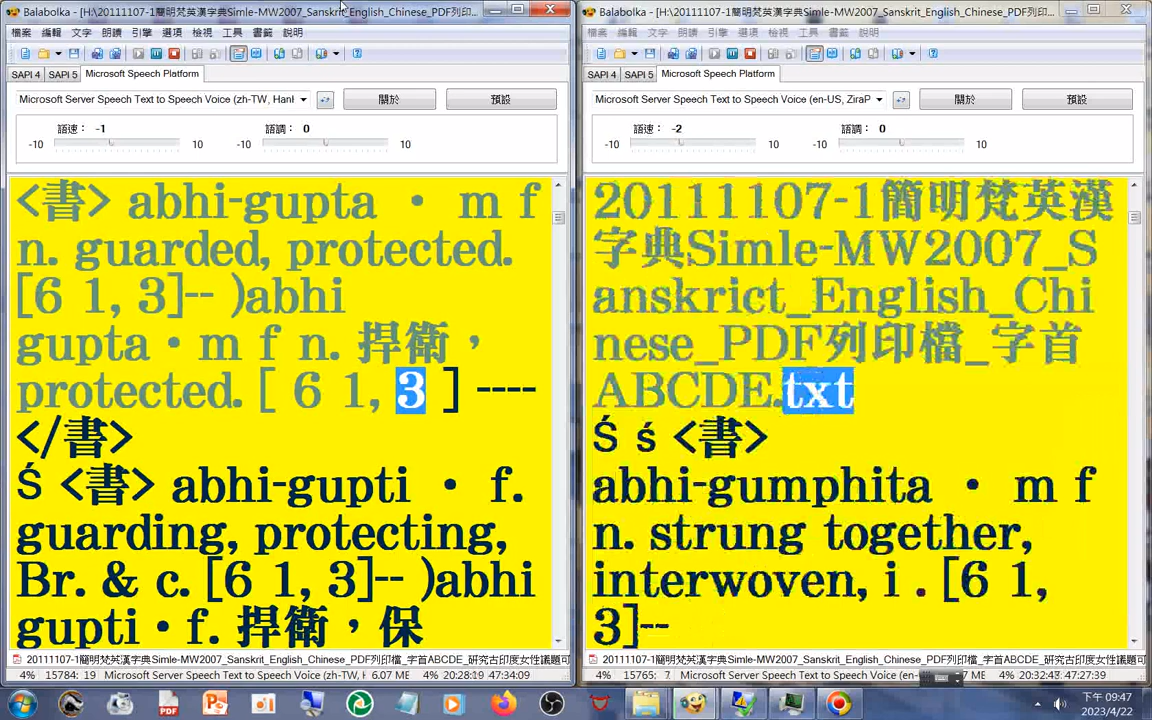 Balabolka - [H:\20111107-1簡明梵英漢字典Simle-MW2007_Sanskrit_English_Chinese_PDF列印...
檔案 編輯 文字 朗讀 引擎 選項 檢視 工具 書籤 說明
SAPI 4 SAPI 5 Microsoft Speech Platform
Microsoft Server Speech Text to Speech Voice (zh-TW, Hanl
關於 預設
語速： -1 語調： 0
-10 10 -10 10
<書> abhi-gupta • m f
n. guarded, protected.
[6 1, 3]-- )abhi
gupta • m f n. 捍衛，
protected. [ 6 1, 3 ] ----
</書>
Ś <書> abhi-gupti • f.
guarding, protecting,
Br. & c. [6 1, 3]-- )abhi
gupti • f. 捍衛，保
20111107-1簡明梵英漢字典Simle-MW2007_Sanskrit_English_Chinese_PDF列印檔_字首ABCDE_研究古印度女性議題可
4% 15784: 19 Microsoft Server Speech Text to Speech Voice (zh-TW, H 6.07 ME 4% 20:28:19 47:34:09
Balabolka - [H:\20111107-1簡明梵英漢字典Simle-MW2007_Sanskrit_English_Chinese_PDF列印...
檔案 編輯 文字 朗讀 引擎 選項 檢視 工具 書籤 說明
SAPI 4 SAPI 5 Microsoft Speech Platform
Microsoft Server Speech Text to Speech Voice (en-US, ZiraP
關於 預設
語速： -2 語調： 0
-10 10 -10 10
20111107-1簡明梵英漢
字典Simle-MW2007_S
anskrict_English_Chi
nese_PDF列印檔_字首
ABCDE.txt
Ś ś <書>
abhi-gumphita • m f
n. strung together,
interwoven, i . [6 1,
3]--
20111107-1簡明梵英漢字典Simle-MW2007_Sanskrit_English_Chinese_PDF列印檔_字首ABCDE_研究古印度女性議題可
4% 15765: 7 Microsoft Server Speech Text to Speech Voice (en-
4% 20:32:43 47:27:39
PDF
下午 09:47
2023/4/22